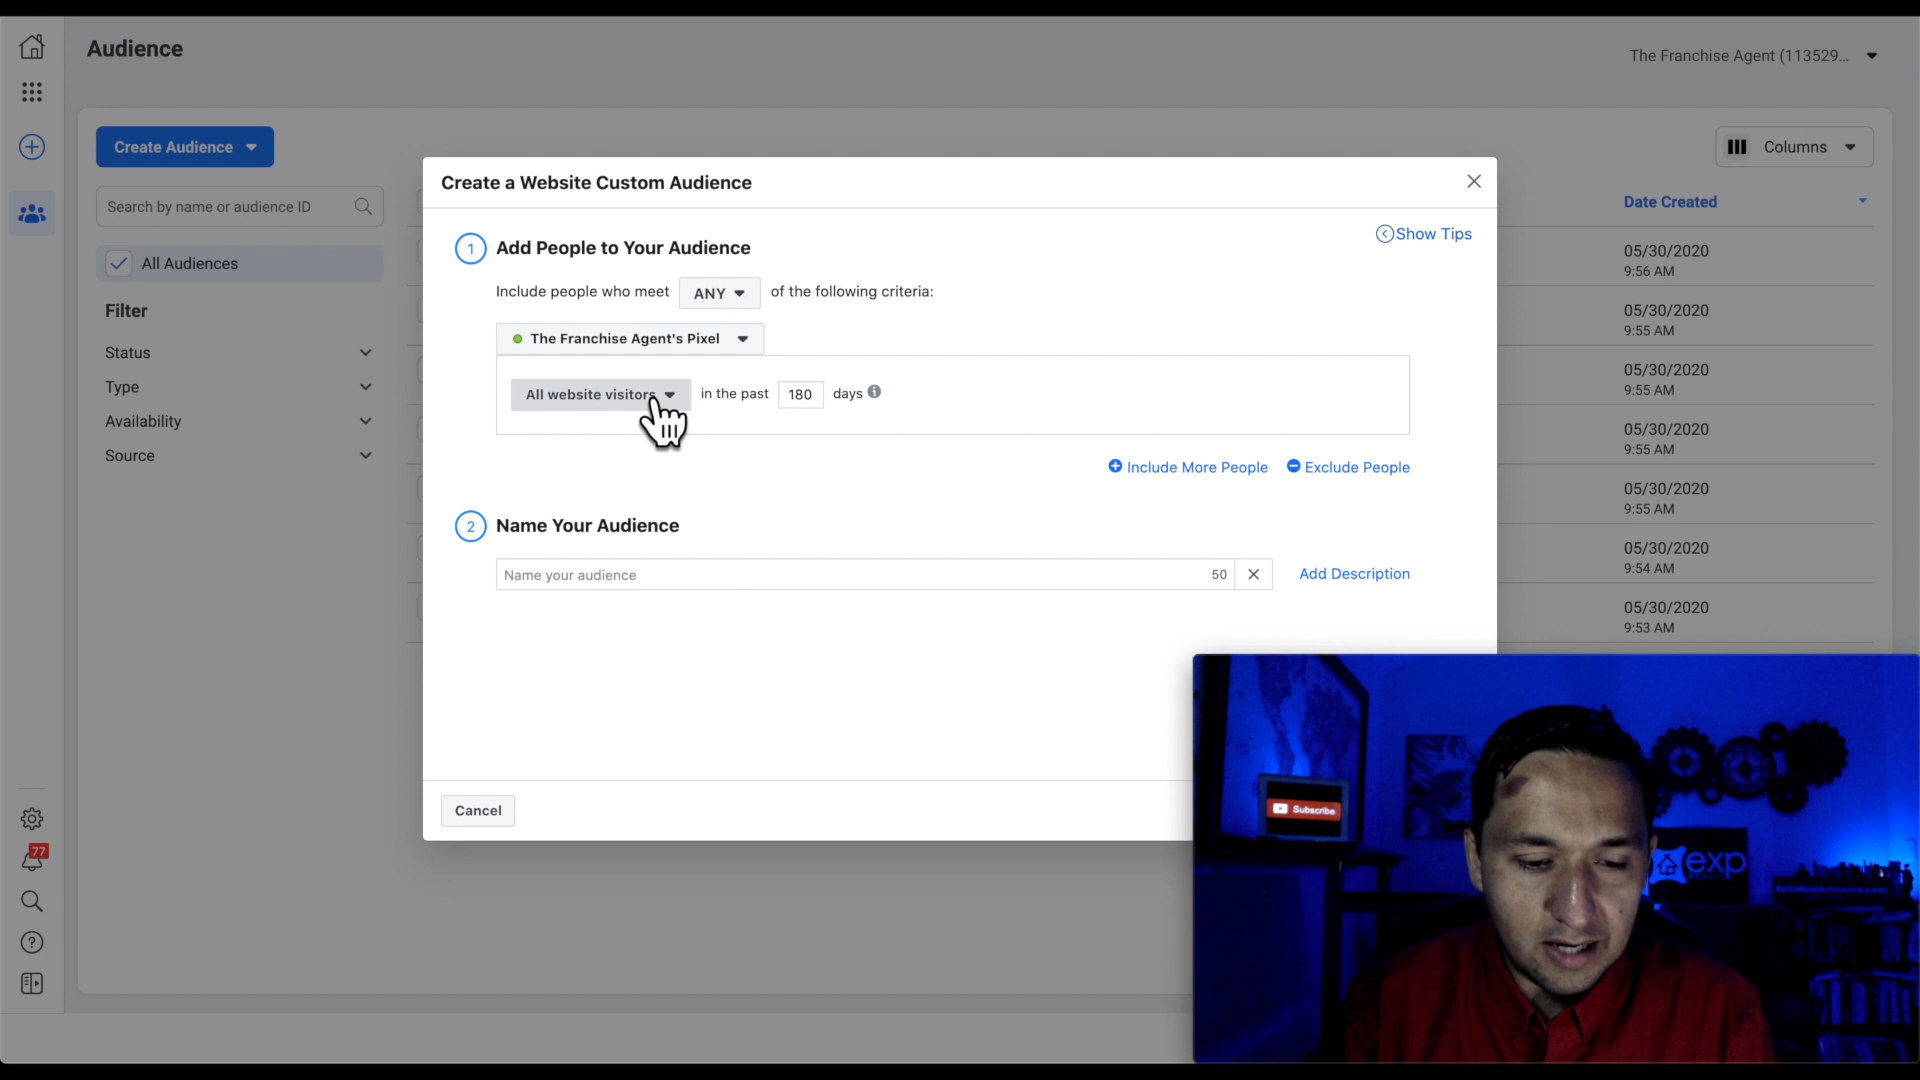 Audience
The Franchise Agent (113529...
Create Audience
Columns
Search by name or audience ID
All Audiences
Filter
Status
Type
Availability
Source
77
Create a Website Custom Audience
Show Tips
1 Add People to Your Audience
Include people who meet ANY of the following criteria:
The Franchise Agent's Pixel
All website visitors in the past 180 days
Include More People Exclude People
2 Name Your Audience
Name your audience 50
Add Description
Cancel
Date Created
05/30/2020
9:56 AM
05/30/2020
9:55 AM
05/30/2020
9:55 AM
05/30/2020
9:55 AM
05/30/2020
9:55 AM
05/30/2020
9:54 AM
05/30/2020
9:53 AM
Subscribe
exp